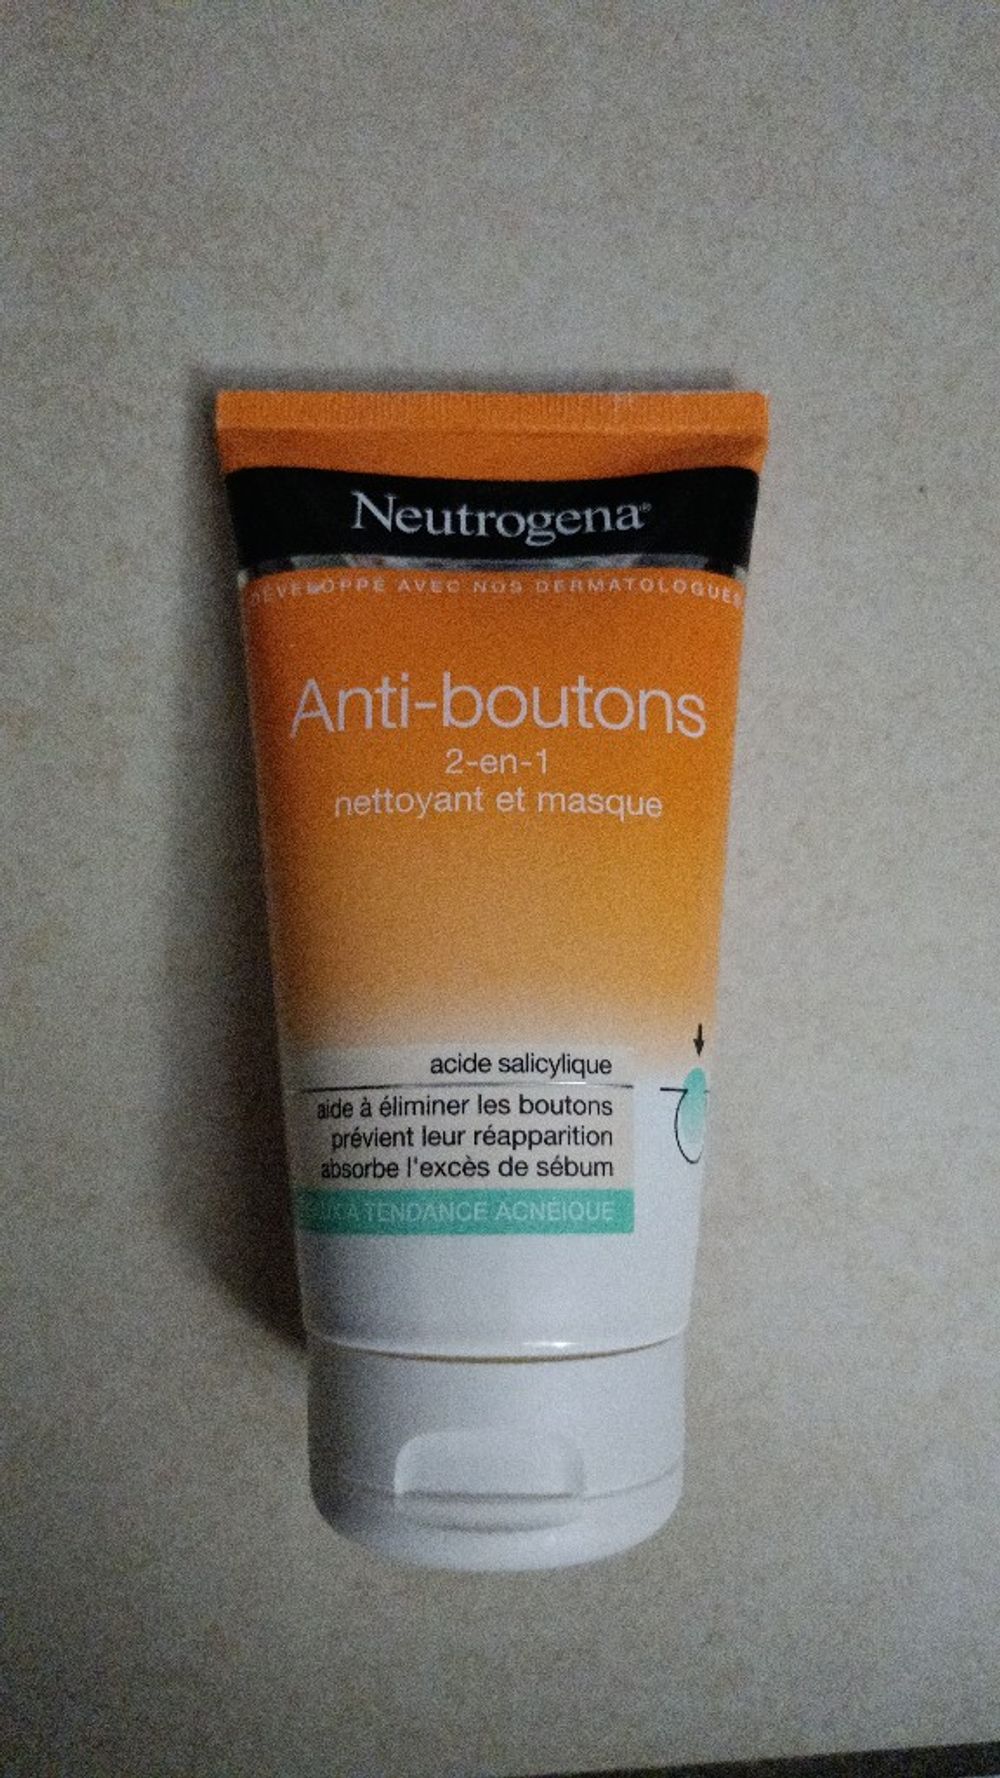 Neutrogena®
DÉVELOPPÉ AVEC NOS DERMATOLOGUES
Anti-boutons
2-en-1
nettoyant et masque
acide salicylique
aide à éliminer les boutons
prévient leur réapparition
absorbe l'excès de sébum
À TENDANCE ACNÉIQUE